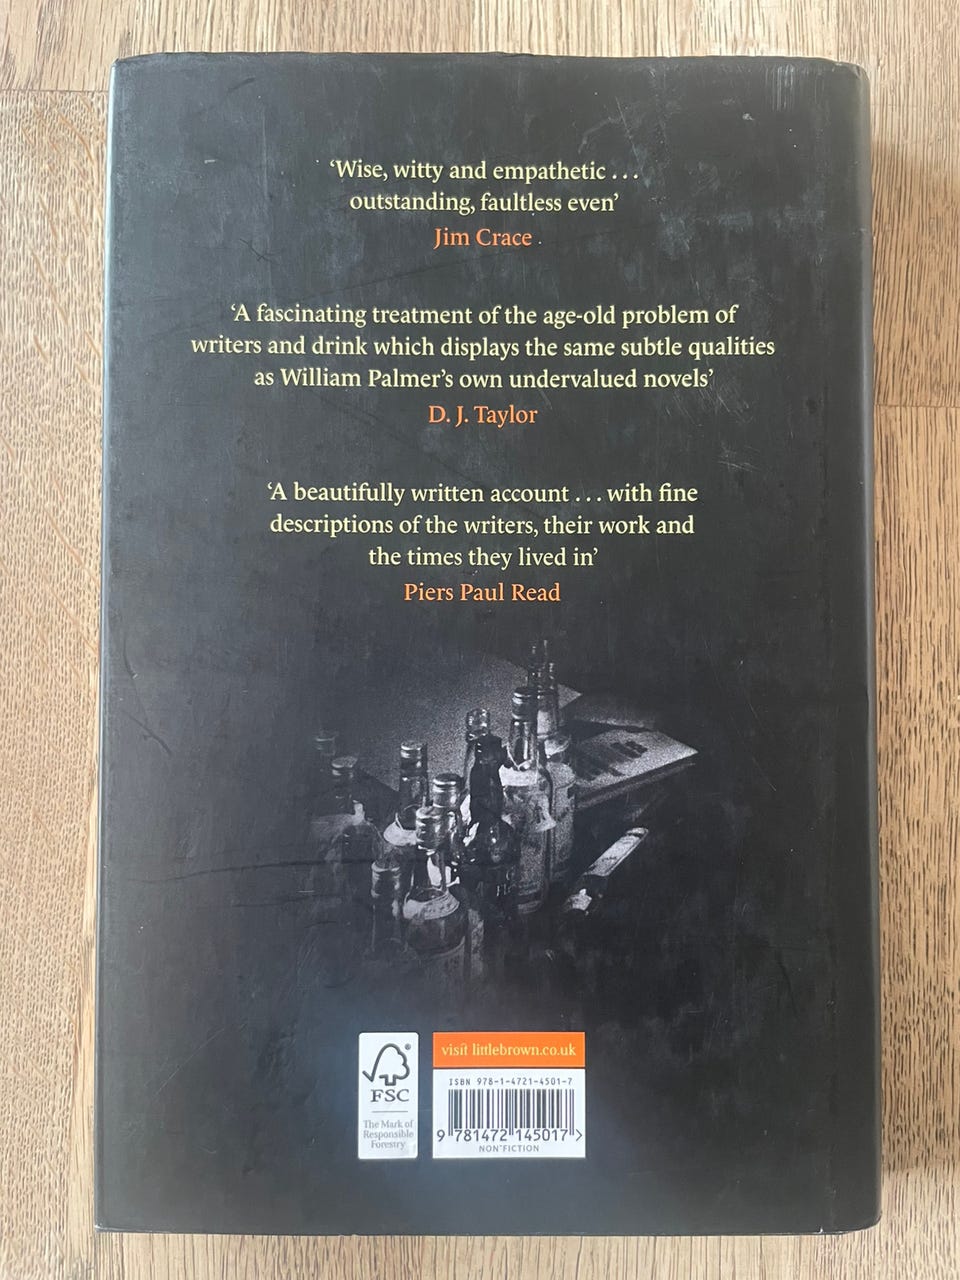 ‘Wise, witty and empathetic . . .
outstanding, faultless even’
Jim Crace
‘A fascinating treatment of the age-old problem of
writers and drink which displays the same subtle qualities
as William Palmer’s own undervalued novels’
D. J. Taylor
‘A beautifully written account . . . with fine
descriptions of the writers, their work and
the times they lived in’
Piers Paul Read
FSC
®
The Mark of
Responsible
Forestry
visit littlebrown.co.uk
ISBN 978-1-4721-4501-7
9 781472 145017 >
NON-FICTION